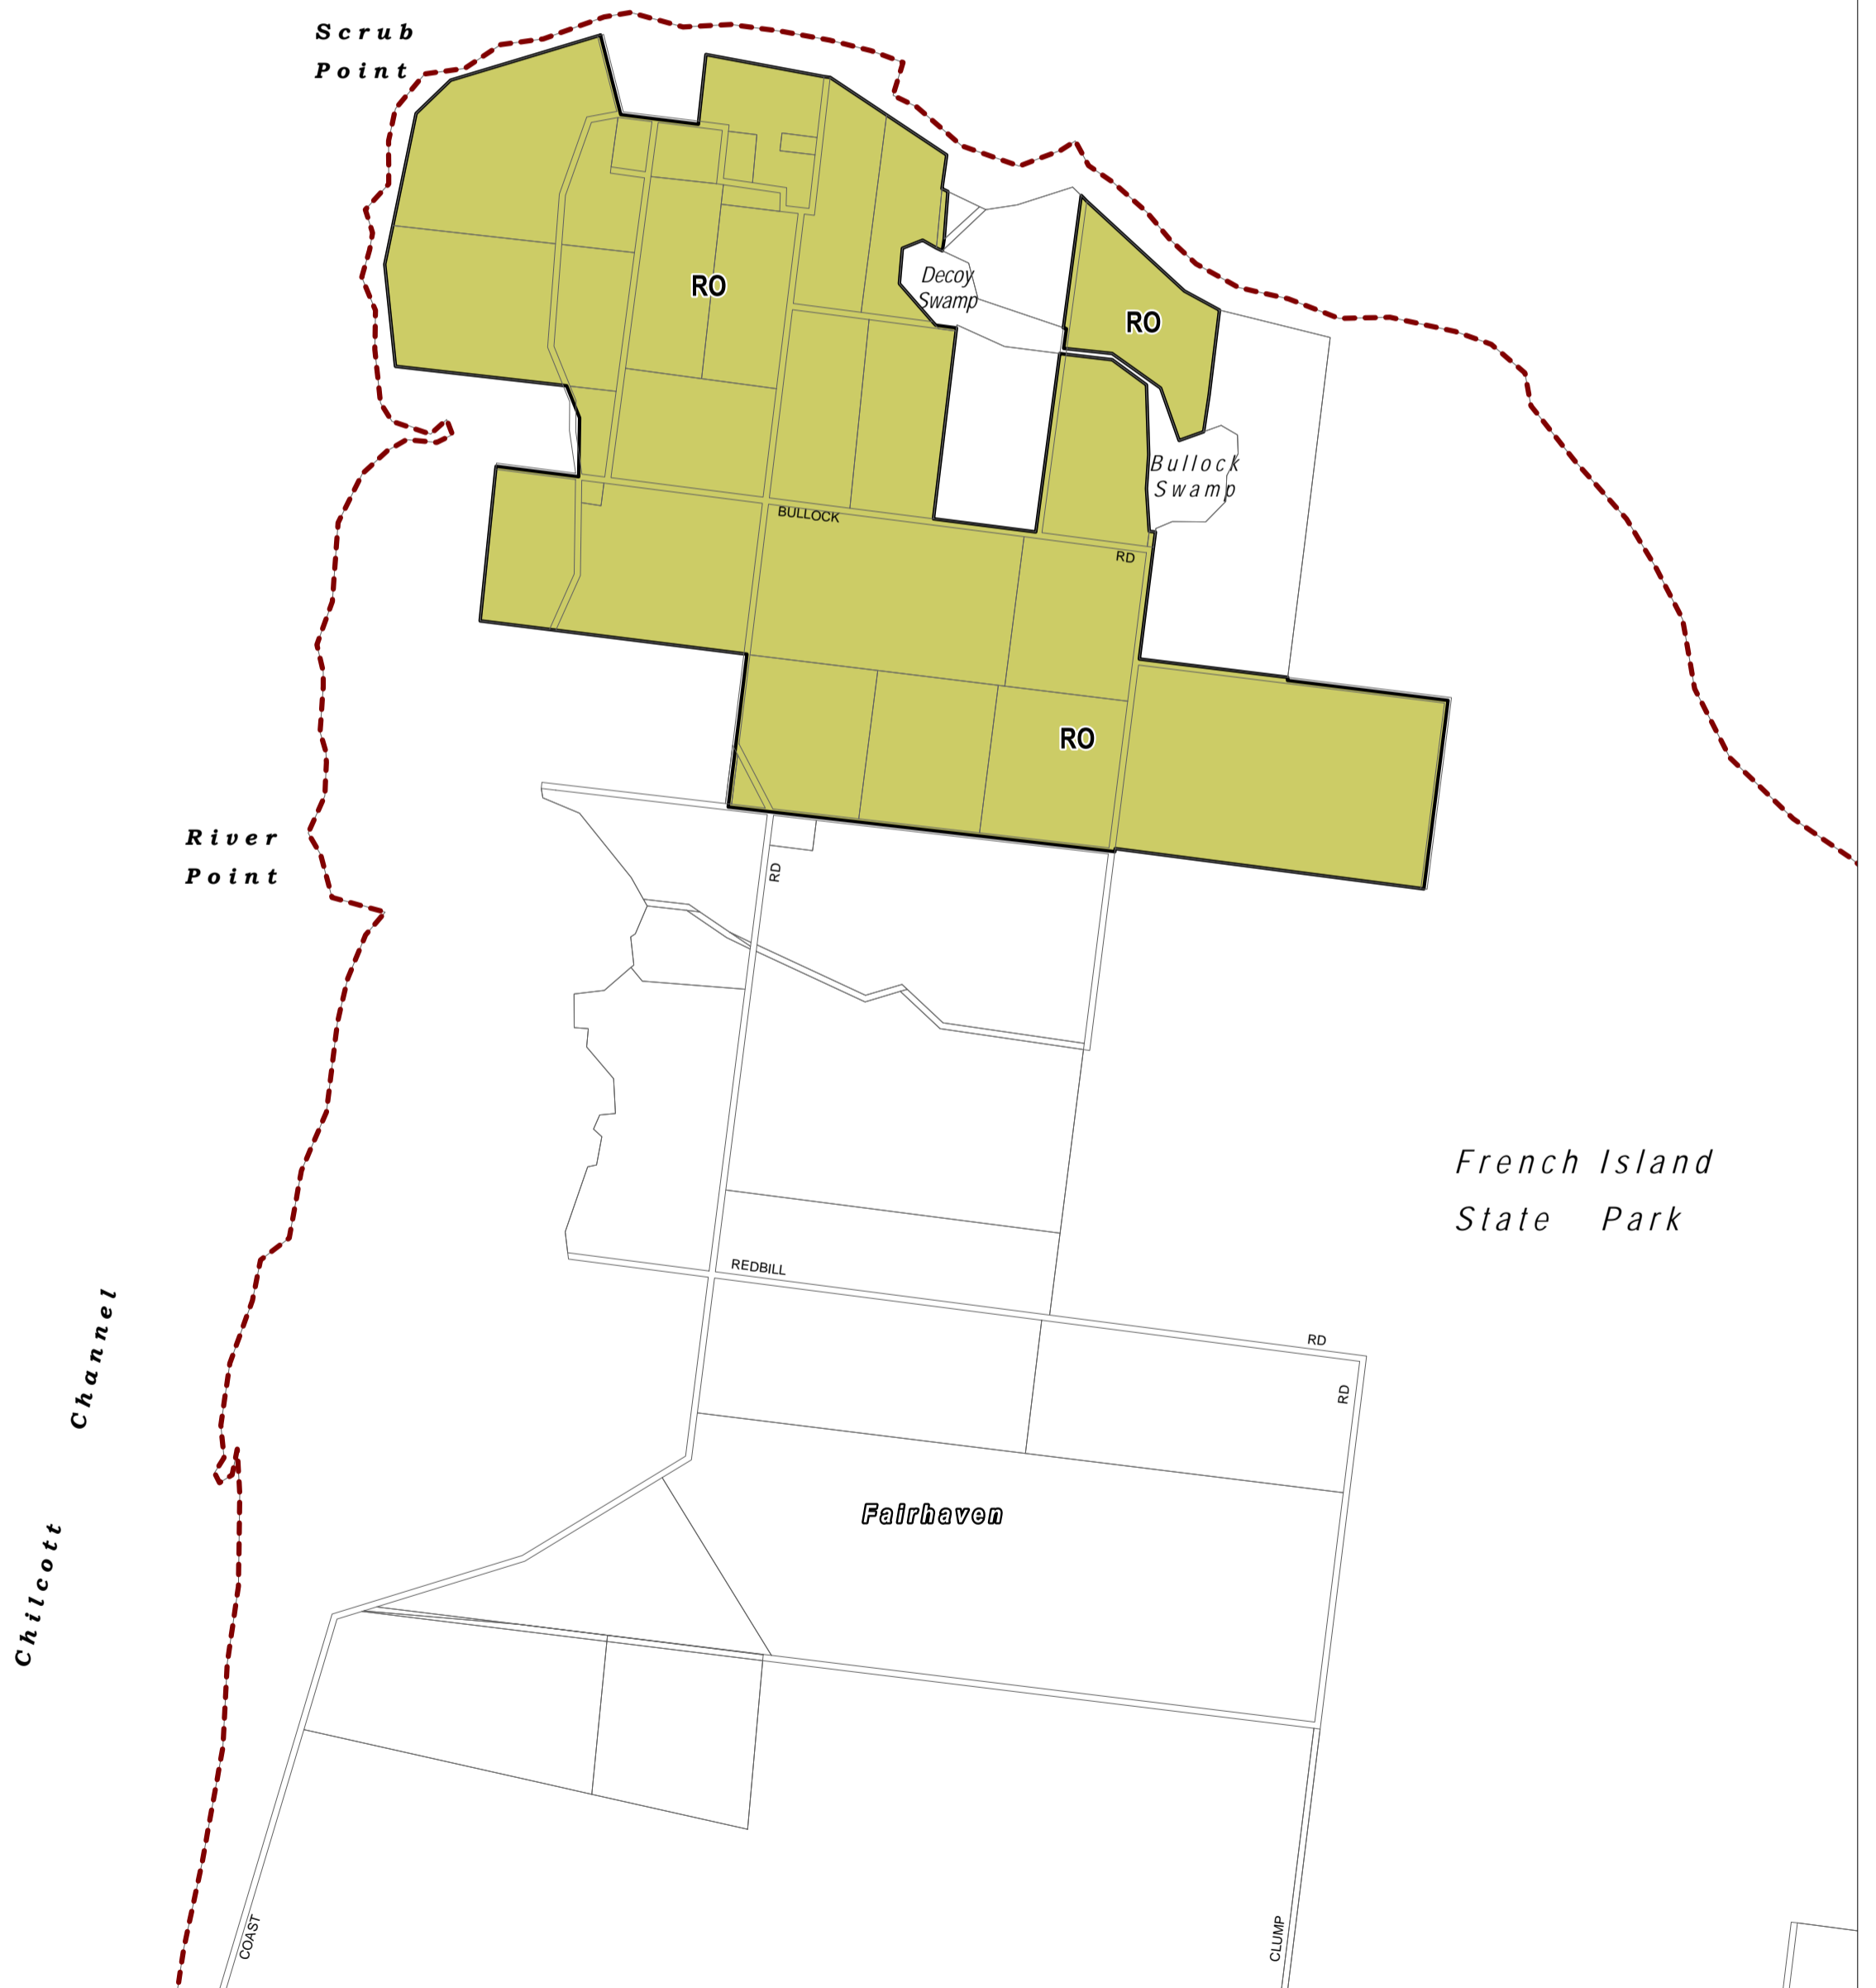 Scrub
Point
RO
Decoy
Swamp
RO
Bullock
Swamp
BULLOCK
RD
RO
River
Point
RD
French Island
State Park
REDBILL
RD
RD
Channel
Chilcott
Fairhaven
COAST
CLUMP